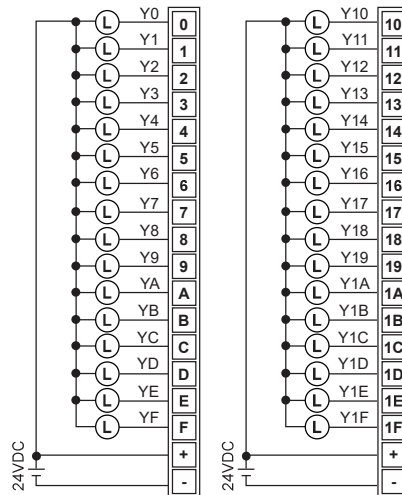 Y0 L 0
Y1 L 1
Y2 L 2
Y3 L 3
Y4 L 4
Y5 L 5
Y6 L 6
Y7 L 7
Y8 L 8
Y9 L 9
YA L A
YB L B
YC L C
YD L D
YE L E
YF L F
+
-
24VDC
Y10 L 10
Y11 L 11
Y12 L 12
Y13 L 13
Y14 L 14
Y15 L 15
Y16 L 16
Y17 L 17
Y18 L 18
Y19 L 19
Y1A L 1A
Y1B L 1B
Y1C L 1C
Y1D L 1D
Y1E L 1E
Y1F L 1F
+
-
24VDC